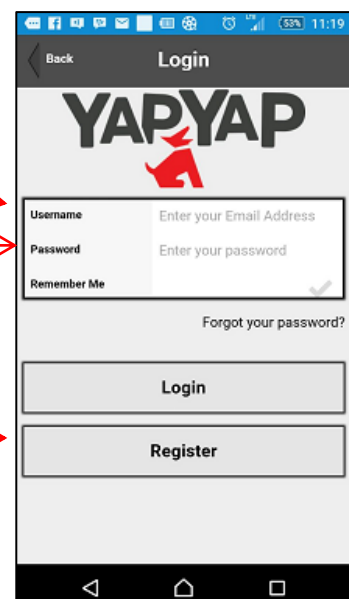 53% 11:19
Back Login
YAPYAP
Username Enter your Email Address
Password Enter your password
Remember Me
Forgot your password?
Login
Register